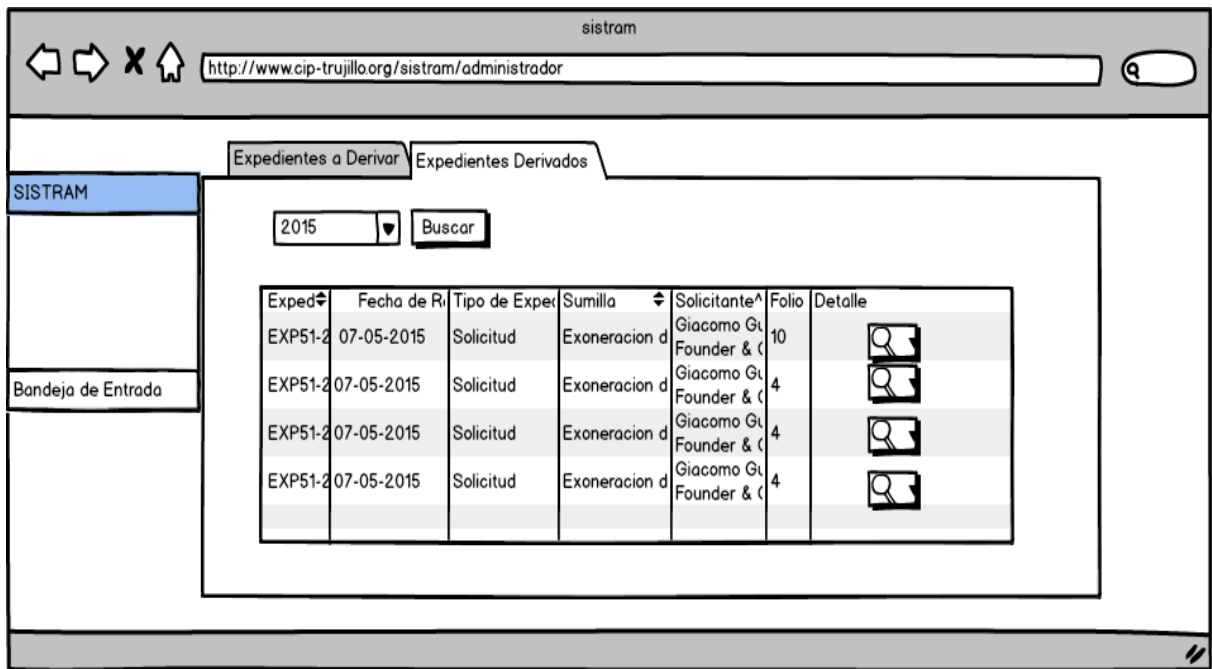 sistram
http://www.cip-trujillo.org/sistram/administrador
Expedientes a Derivar Expedientes Derivados
SISTRAM
2015 Buscar
Exped Fecha de R Tipo de Exped Sumilla Solicitante^ Folio Detalle
EXP51-2 07-05-2015 Solicitud Exoneracion d Giacomo Gu 10
Founder & C
EXP51-2 07-05-2015 Solicitud Exoneracion d Giacomo Gu 4
Founder & C
Bandeja de Entrada
EXP51-2 07-05-2015 Solicitud Exoneracion d Giacomo Gu 4
Founder & C
EXP51-2 07-05-2015 Solicitud Exoneracion d Giacomo Gu 4
Founder & C